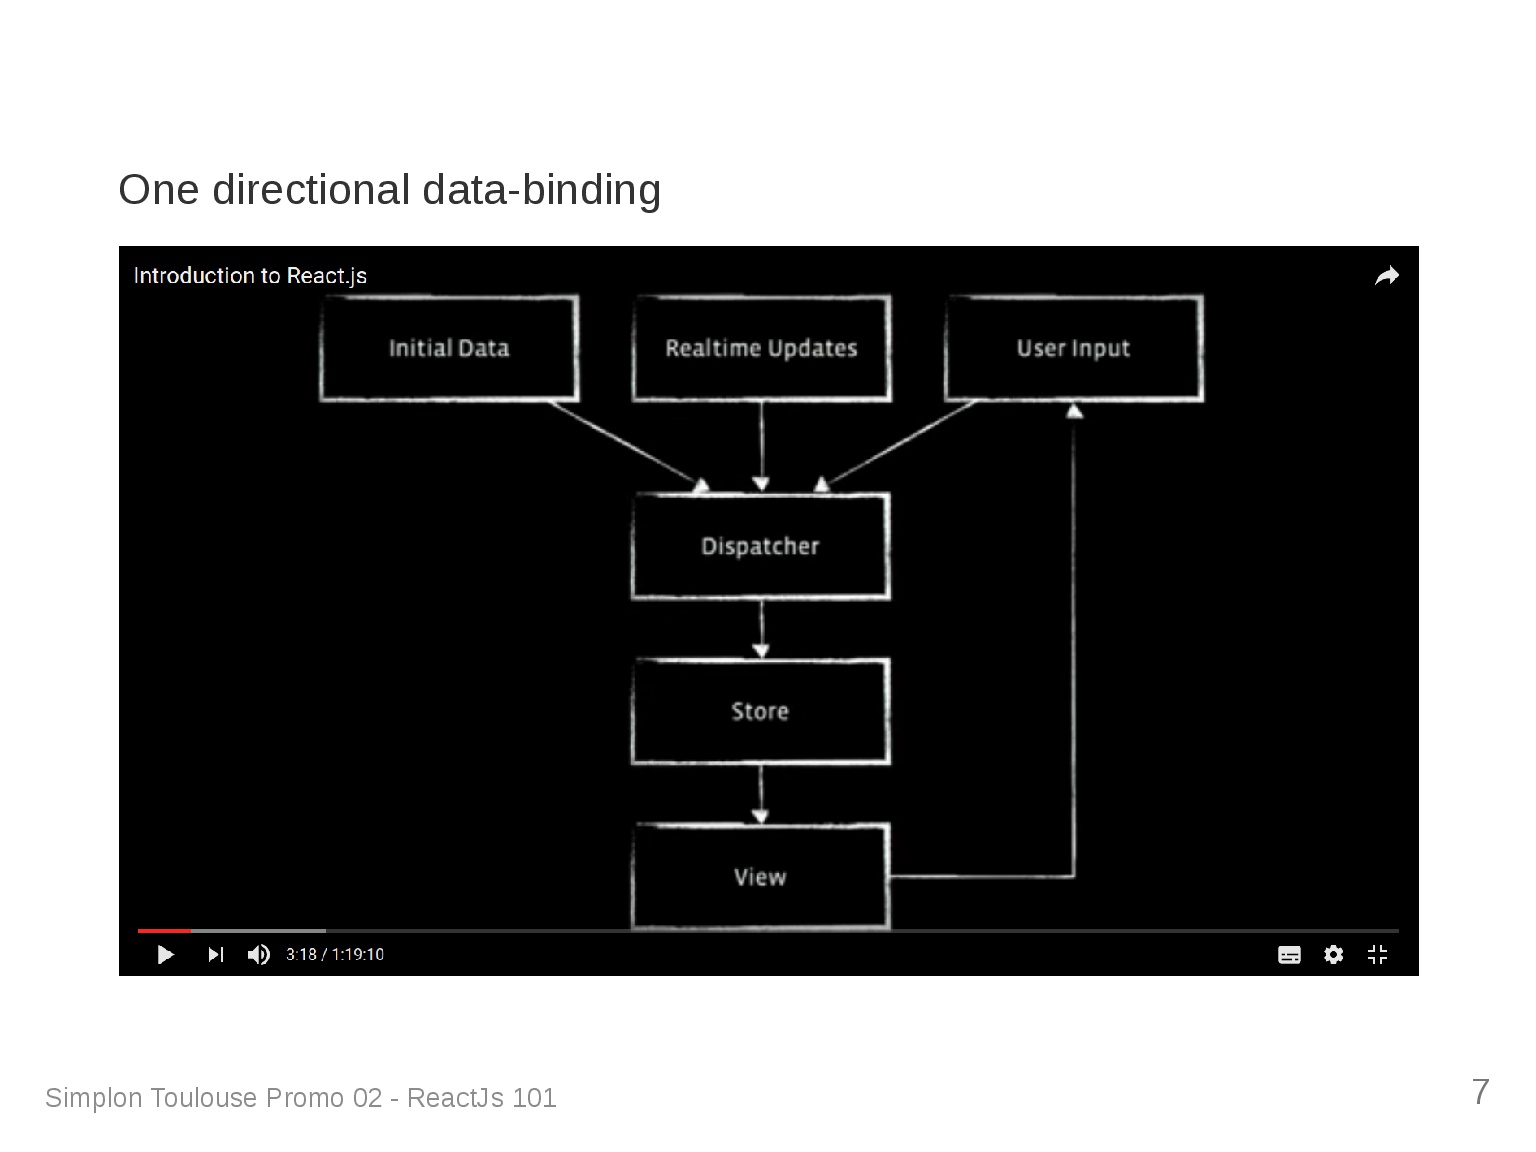 One directional data-binding
Introduction to React.js
Initial Data
Realtime Updates
User Input
Dispatcher
Store
View
3:18 / 1:19:10
Simplon Toulouse Promo 02 - ReactJs 101
7